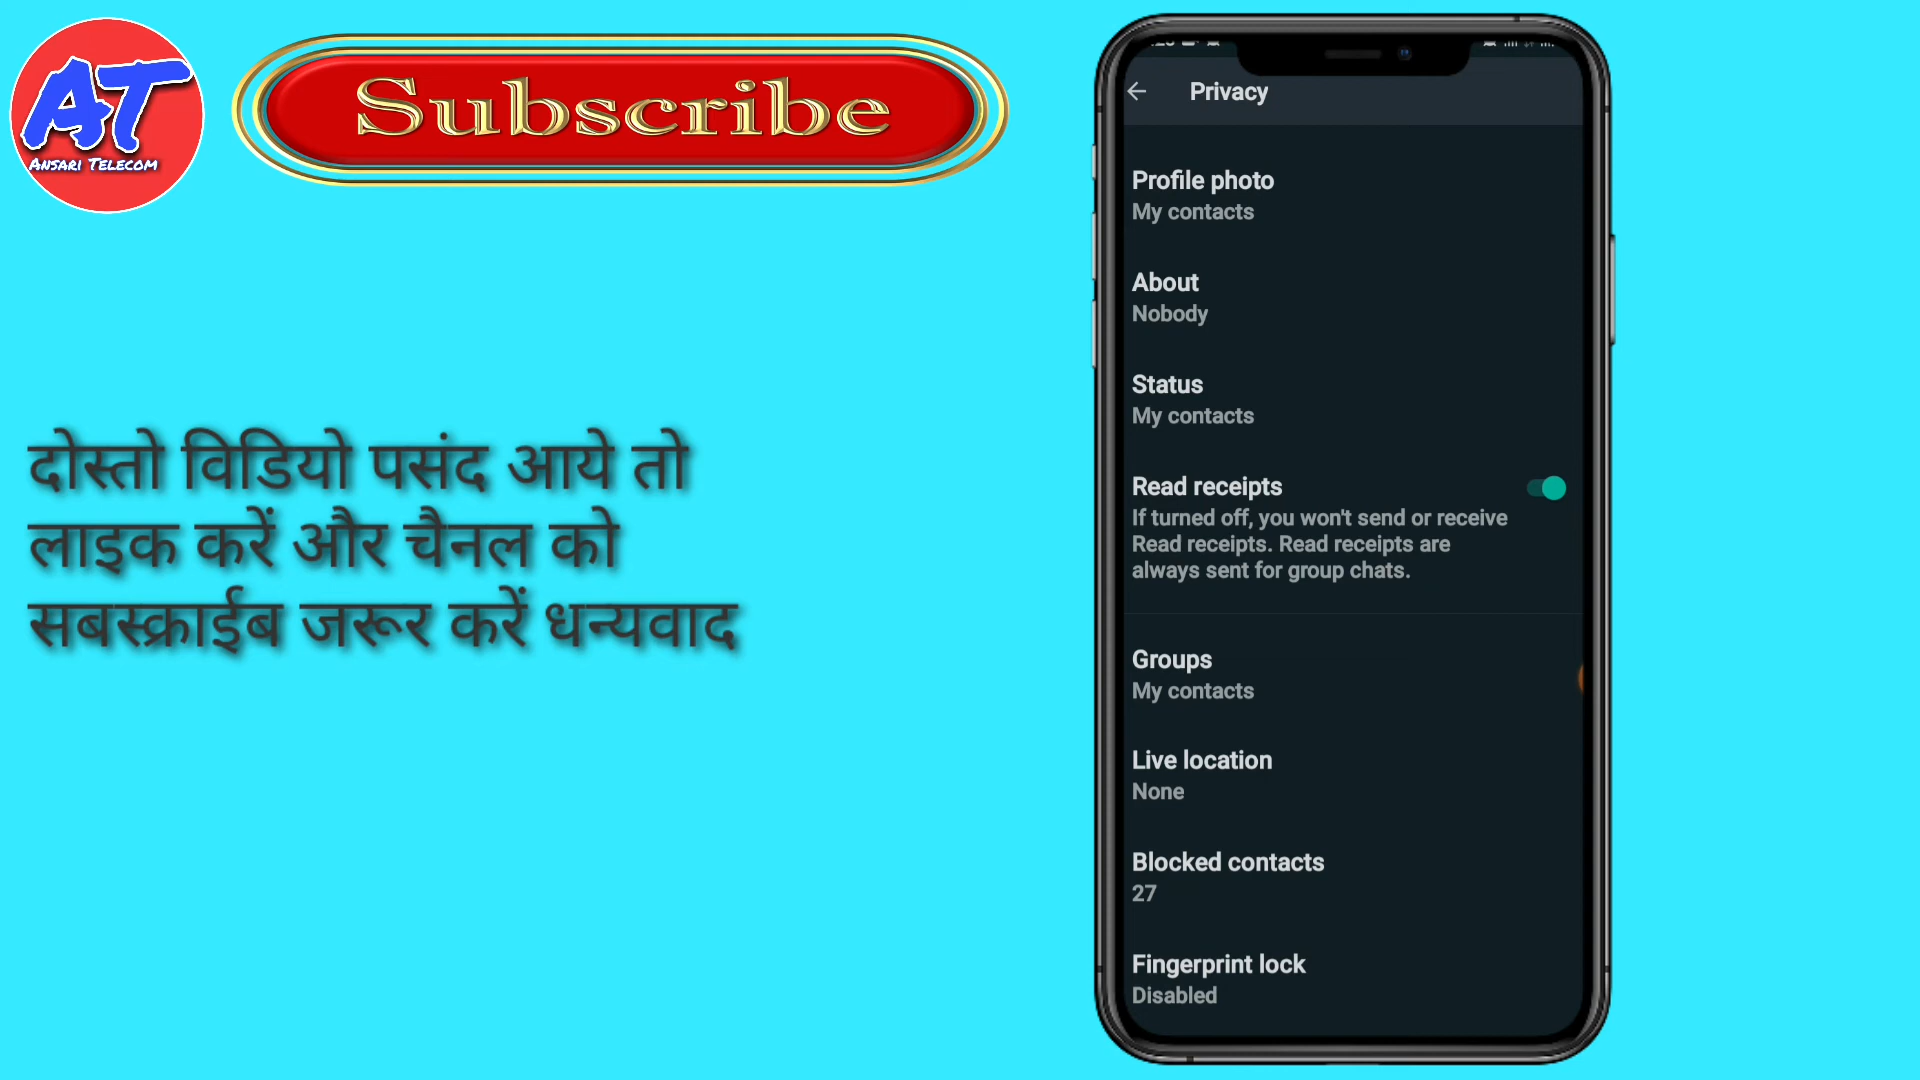 AT
Ansari Telecom
Subscribe
दोस्तो विडियो पसंद आये तो
लाइक करें और चैनल को
सबस्क्राईब जरूर करें धन्यवाद
Privacy
Profile photo
My contacts
About
Nobody
Status
My contacts
Read receipts
If turned off, you won't send or receive
Read receipts. Read receipts are
always sent for group chats.
Groups
My contacts
Live location
None
Blocked contacts
27
Fingerprint lock
Disabled